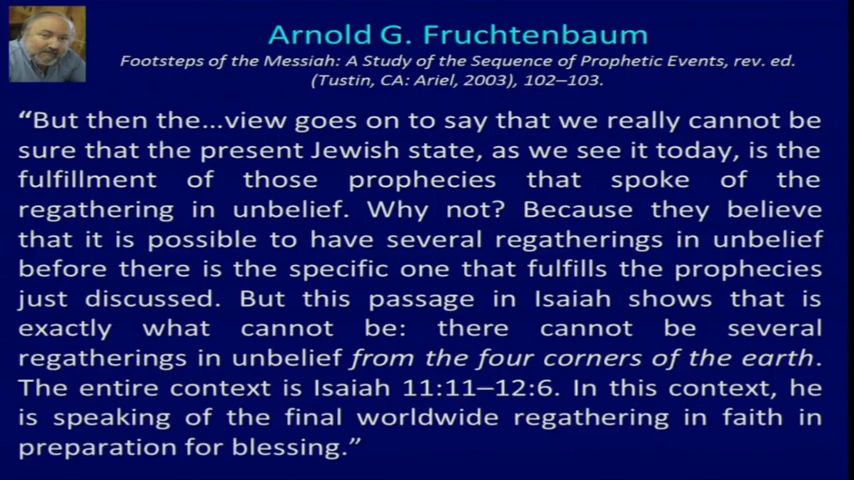 Arnold G. Fruchtenbaum
Footsteps of the Messiah: A Study of the Sequence of Prophetic Events, rev. ed.
(Tustin, CA: Ariel, 2003), 102–103.
“But then the...view goes on to say that we really cannot be
sure that the present Jewish state, as we see it today, is the
fulfillment of those prophecies that spoke of the
regathering in unbelief. Why not? Because they believe
that it is possible to have several regatherings in unbelief
before there is the specific one that fulfills the prophecies
just discussed. But this passage in Isaiah shows that is
exactly what cannot be: there cannot be several
regatherings in unbelief from the four corners of the earth.
The entire context is Isaiah 11:11–12:6. In this context, he
is speaking of the final worldwide regathering in faith in
preparation for blessing.”